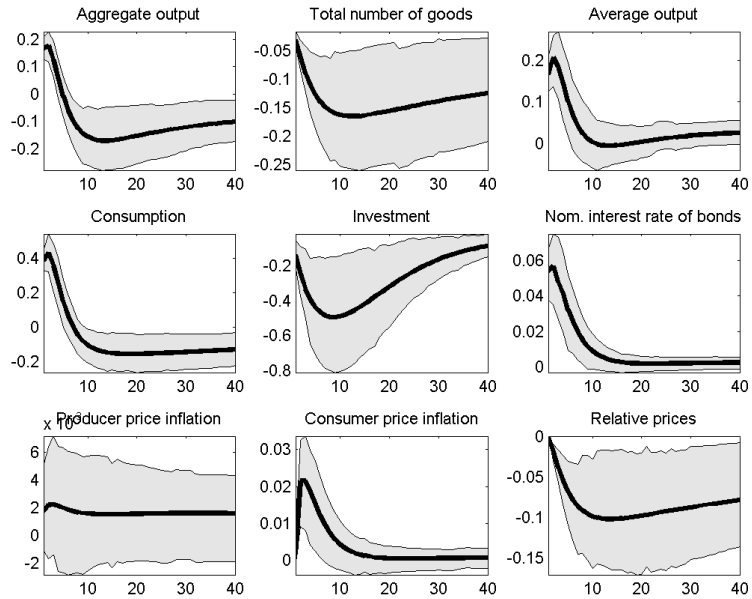 Aggregate output
Total number of goods
Average output
0.2
0.1
0
-0.1
-0.2
10 20 30 40
-0.05
-0.1
-0.15
-0.2
-0.25
10 20 30 40
0.2
0.1
0
10 20 30 40
Consumption
Investment
Nom. interest rate of bonds
0.4
0.2
0
-0.2
10 20 30 40
-0.2
-0.4
-0.6
-0.8
10 20 30 40
0.06
0.04
0.02
0
10 20 30 40
Producer price inflation
Consumer price inflation
Relative prices
x 10-3
6
4
2
0
-2
10 20 30 40
0.03
0.02
0.01
0
10 20 30 40
0
-0.05
-0.1
-0.15
10 20 30 40